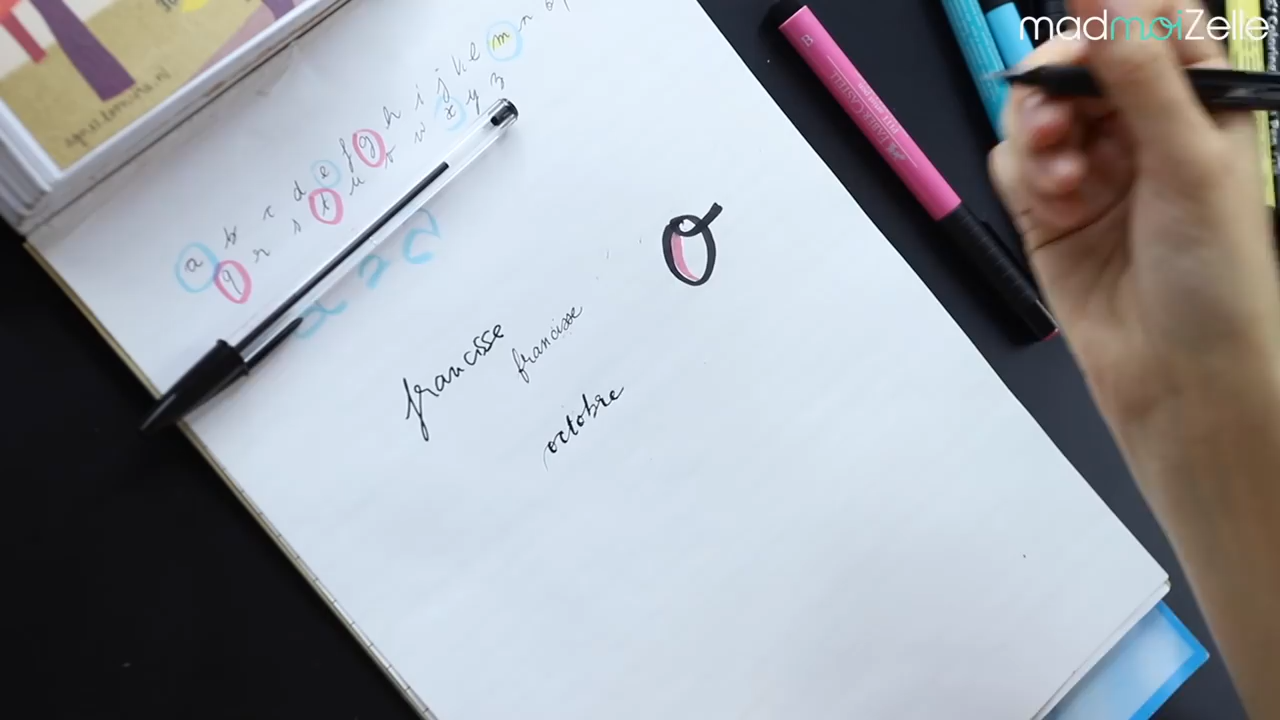 madmoiZelle
a b c d e f g h i j k l m n o p
q r s t u v w x y z
francisse
francisse
octobre
O
B
FABER-CASTELL